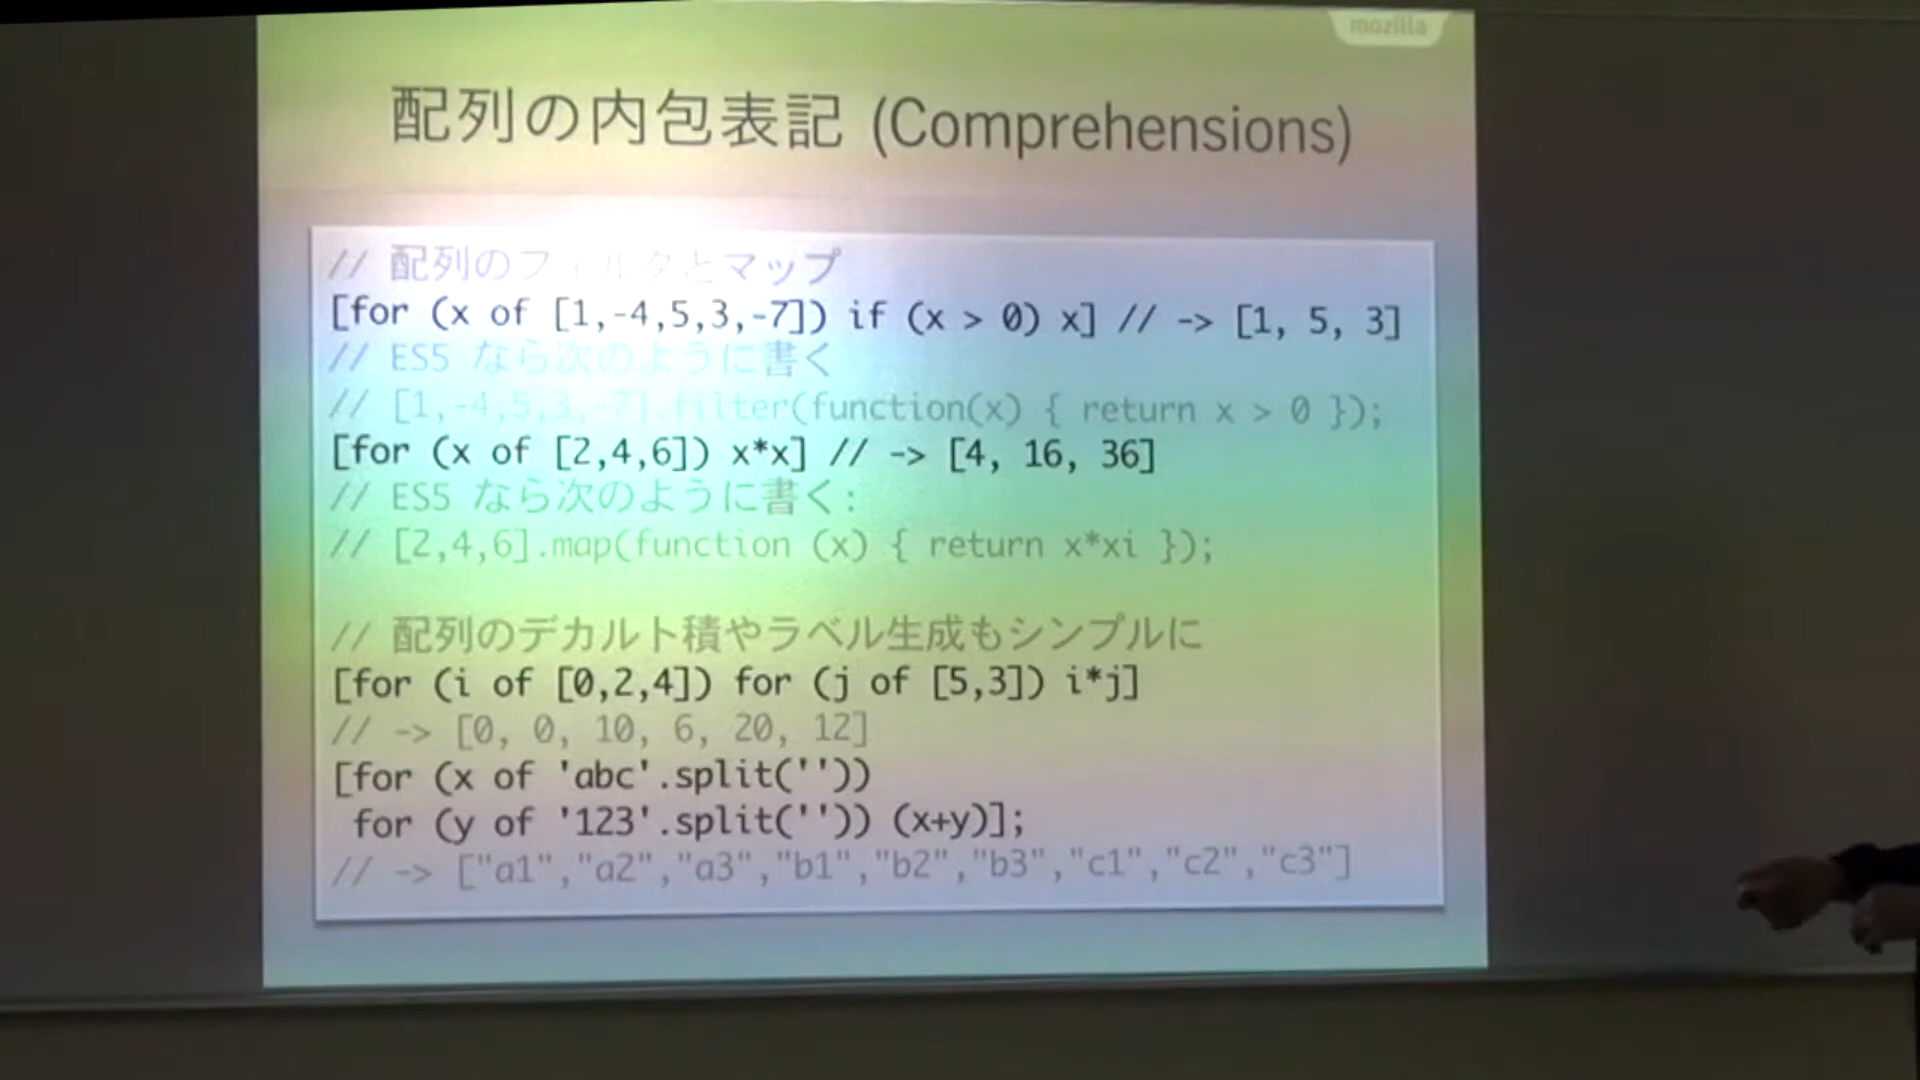 mozilla
配列の内包表記 (Comprehensions)
// 配列のフィルタとマップ
[for (x of [1,-4,5,3,-7]) if (x > 0) x] // -> [1, 5, 3]
// ES5 なら次のように書く
// [1,-4,5,3,-7].filter(function(x) { return x > 0 });
[for (x of [2,4,6]) x*x] // -> [4, 16, 36]
// ES5 なら次のように書く:
// [2,4,6].map(function (x) { return x*xi });
// 配列のデカルト積やラベル生成もシンプルに
[for (i of [0,2,4]) for (j of [5,3]) i*j]
// -> [0, 0, 10, 6, 20, 12]
[for (x of 'abc'.split(''))
for (y of '123'.split('')) (x+y)];
// -> ["a1","a2","a3","b1","b2","b3","c1","c2","c3"]